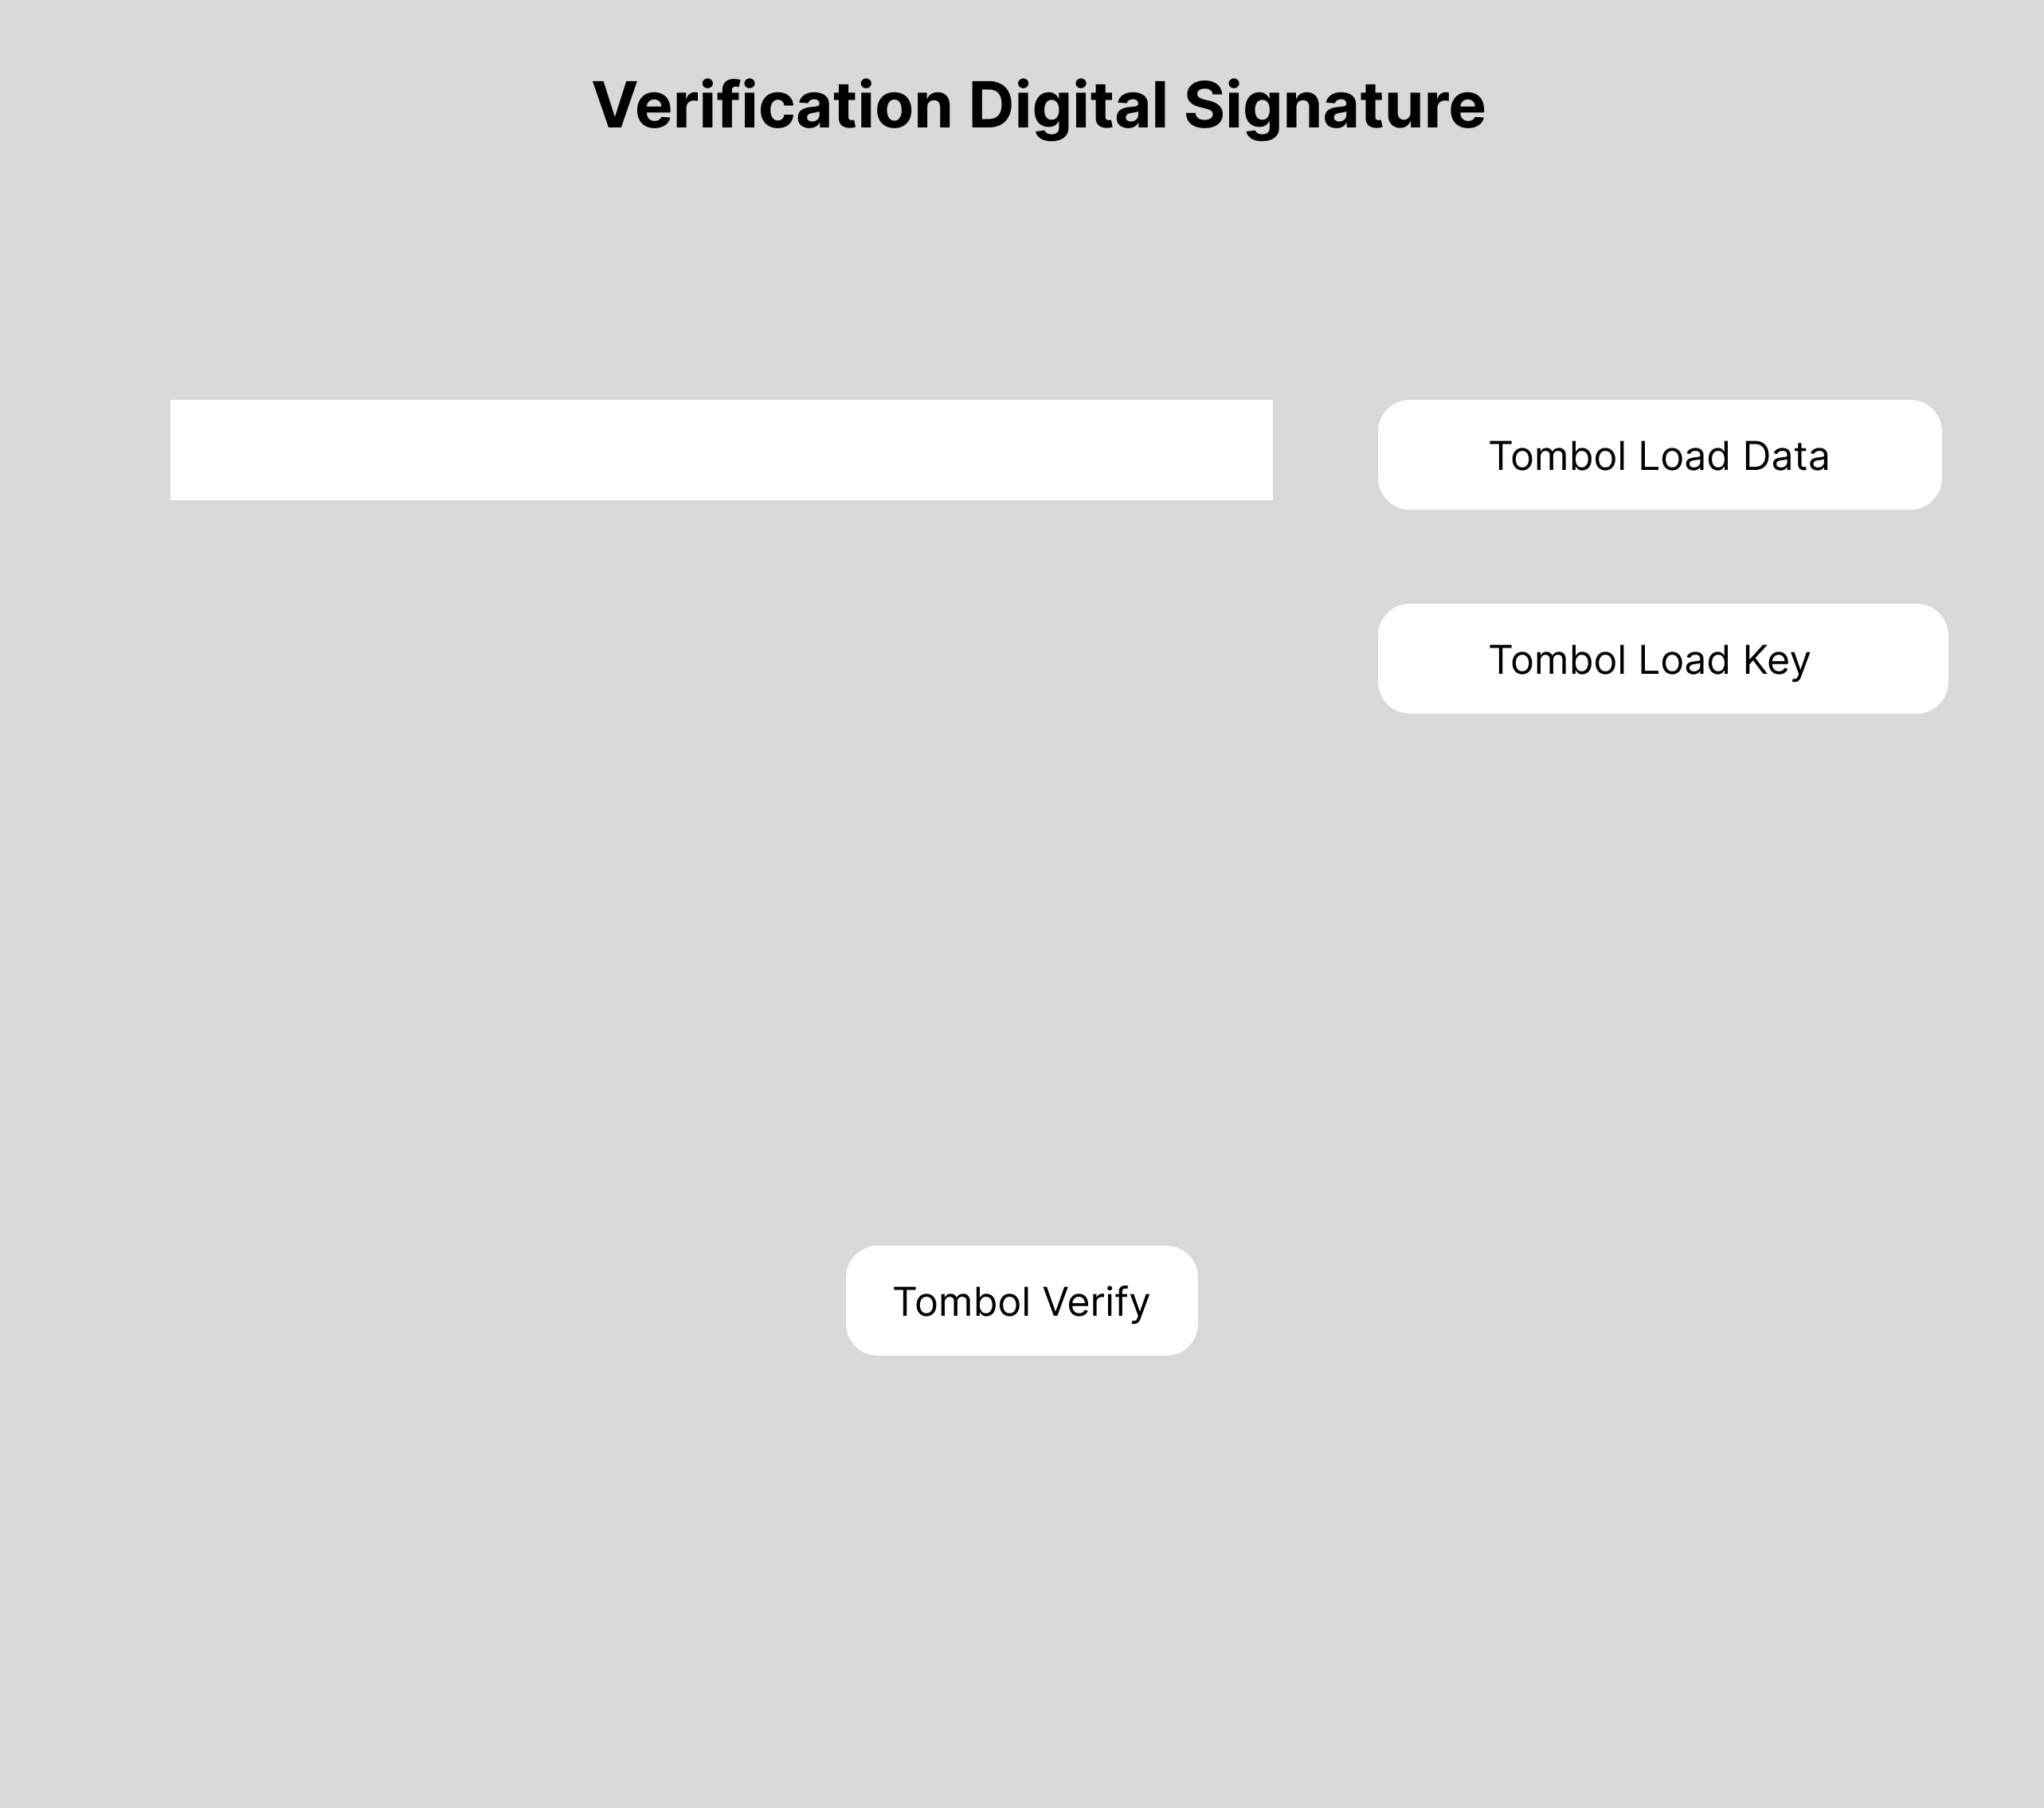 Verification Digital Signature
Tombol Load Data
Tombol Load Key
Tombol Verify